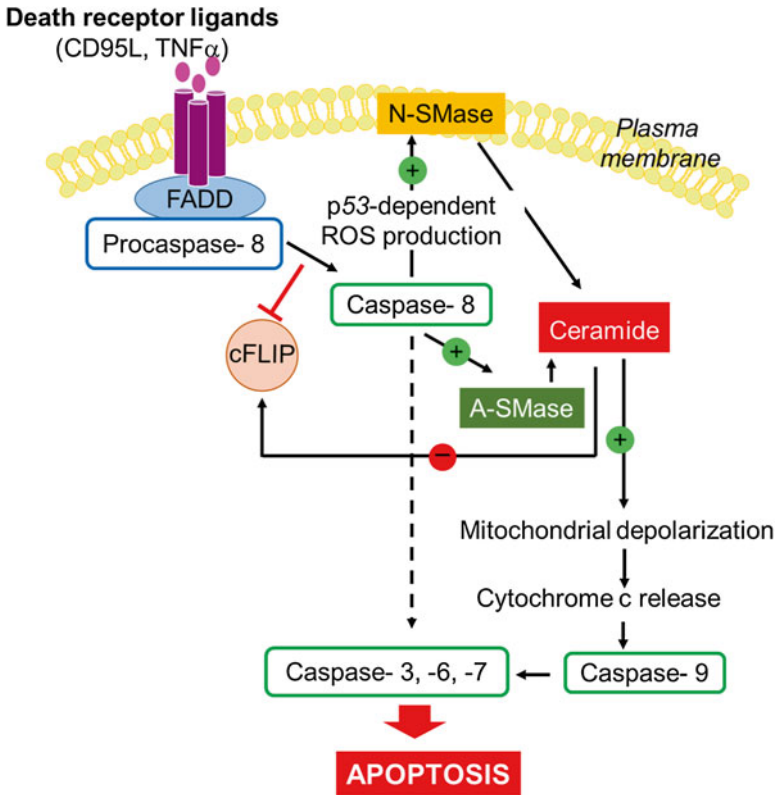 Death receptor ligands
(CD95L, TNFα)
N-SMase
Plasma
membrane
+
FADD
p53-dependent
ROS production
Procaspase- 8
Caspase- 8
Ceramide
cFLIP
+
A-SMase
+
−
Mitochondrial depolarization
Cytochrome c release
Caspase- 3, -6, -7
Caspase- 9
APOPTOSIS